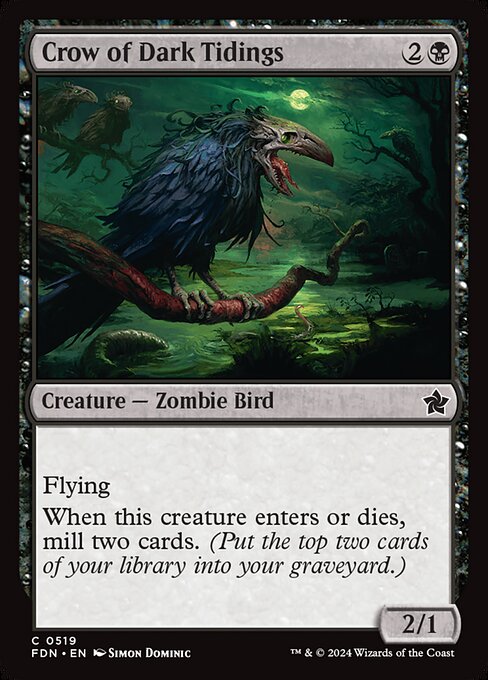 Crow of Dark Tidings 2
Creature — Zombie Bird
Flying
When this creature enters or dies,
mill two cards. (Put the top two cards
of your library into your graveyard.)
2/1
C 0519
FDN • EN Simon Dominic ™ & © 2024 Wizards of the Coast